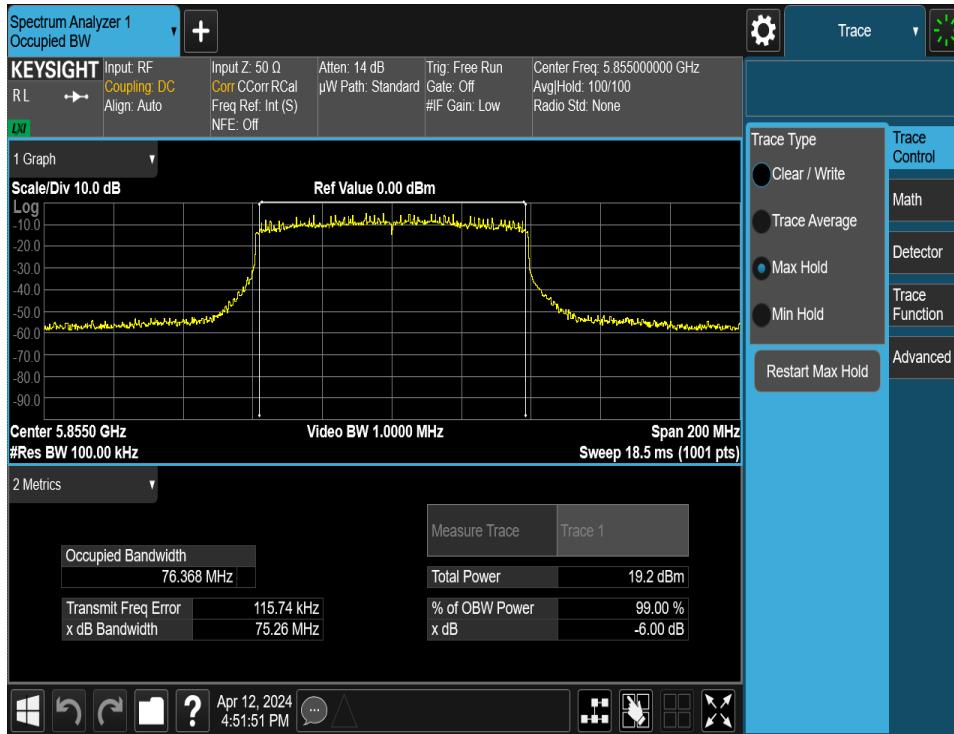 Spectrum Analyzer 1
Occupied BW
+
Trace
KEYSIGHT
R L
LXI
Input: RF
Coupling: DC
Align: Auto
Input Z: 50 Ω
Corr CCorr RCal
Freq Ref: Int (S)
NFE: Off
Atten: 14 dB
µW Path: Standard
Trig: Free Run
Gate: Off
#IF Gain: Low
Center Freq: 5.855000000 GHz
Avg|Hold: 100/100
Radio Std: None
1 Graph
Scale/Div 10.0 dB
Ref Value 0.00 dBm
Log
-10.0
-20.0
-30.0
-40.0
-50.0
-60.0
-70.0
-80.0
-90.0
Center 5.8550 GHz
Video BW 1.0000 MHz
Span 200 MHz
#Res BW 100.00 kHz
Sweep 18.5 ms (1001 pts)
2 Metrics
Measure Trace
Trace 1
Occupied Bandwidth
76.368 MHz
Total Power
19.2 dBm
Transmit Freq Error
115.74 kHz
% of OBW Power
99.00 %
x dB Bandwidth
75.26 MHz
x dB
-6.00 dB
Trace Type
Clear / Write
Trace Average
Max Hold
Min Hold
Restart Max Hold
Trace
Control
Math
Detector
Trace
Function
Advanced
?
Apr 12, 2024
4:51:51 PM